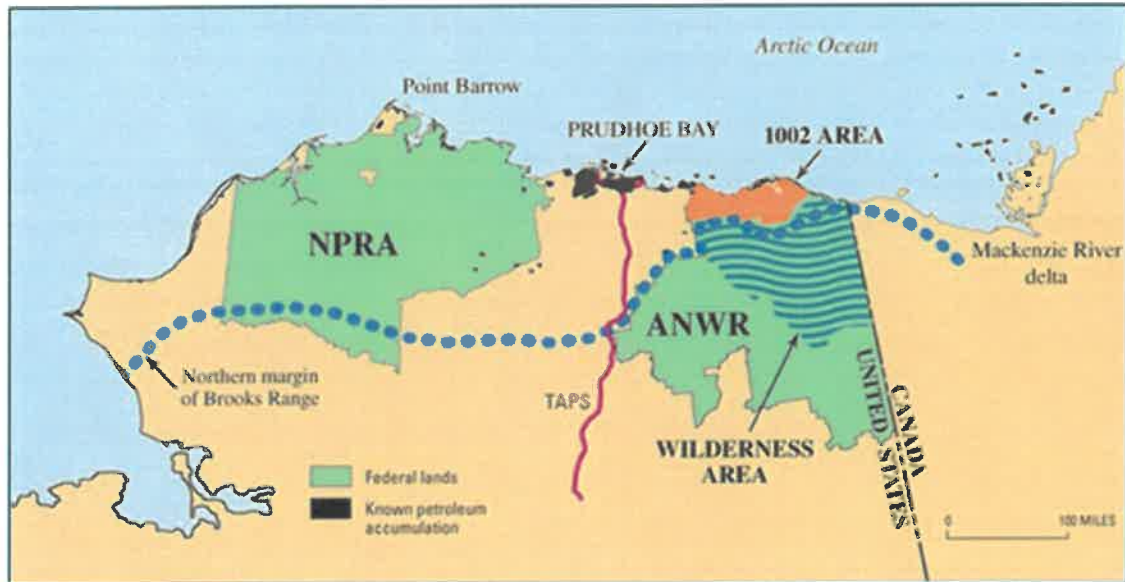 Arctic Ocean
Point Barrow
PRUDHOE BAY
1002 AREA
NPRA
Mackenzie River
delta
ANWR
Northern margin
of Brooks Range
TAPS
WILDERNESS
AREA
UNITED STATES
CANADA
Federal lands
Known petroleum
accumulation
0 100 MILES